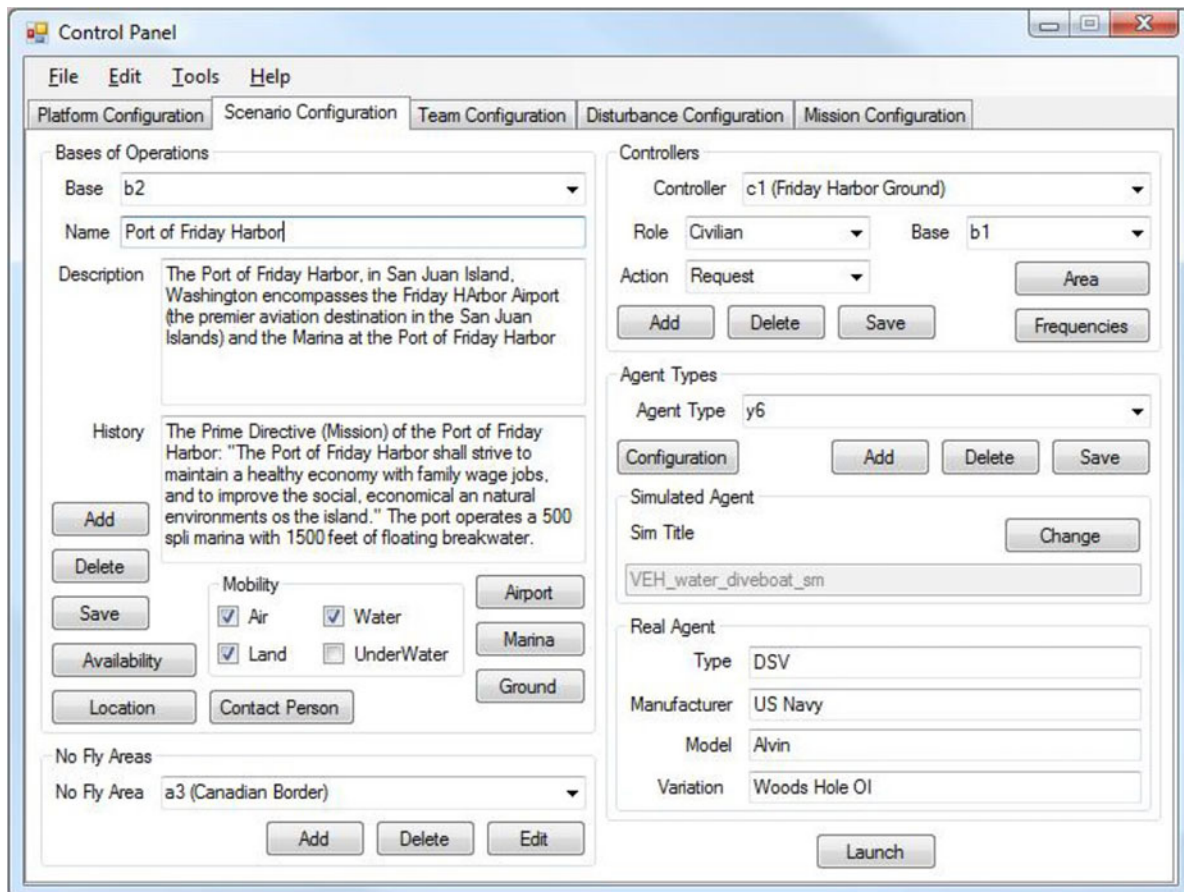 Control Panel
File Edit Tools Help
Platform Configuration Scenario Configuration Team Configuration Disturbance Configuration Mission Configuration
Bases of Operations
Base b2
Name Port of Friday Harbor
Description The Port of Friday Harbor, in San Juan Island,
Washington encompasses the Friday HArbor Airport
(the premier aviation destination in the San Juan
Islands) and the Marina at the Port of Friday Harbor
History The Prime Directive (Mission) of the Port of Friday
Harbor: "The Port of Friday Harbor shall strive to
maintain a healthy economy with family wage jobs,
and to improve the social, economical an natural
environments os the island." The port operates a 500
spli marina with 1500 feet of floating breakwater.
Add
Delete
Save
Availability
Location
Mobility
Air Water
Land UnderWater
Contact Person
Airport
Marina
Ground
No Fly Areas
No Fly Area a3 (Canadian Border)
Add Delete Edit
Controllers
Controller c1 (Friday Harbor Ground)
Role Civilian Base b1
Action Request Area
Add Delete Save Frequencies
Agent Types
Agent Type y6
Configuration Add Delete Save
Simulated Agent
Sim Title Change
VEH_water_diveboat_sm
Real Agent
Type DSV
Manufacturer US Navy
Model Alvin
Variation Woods Hole OI
Launch